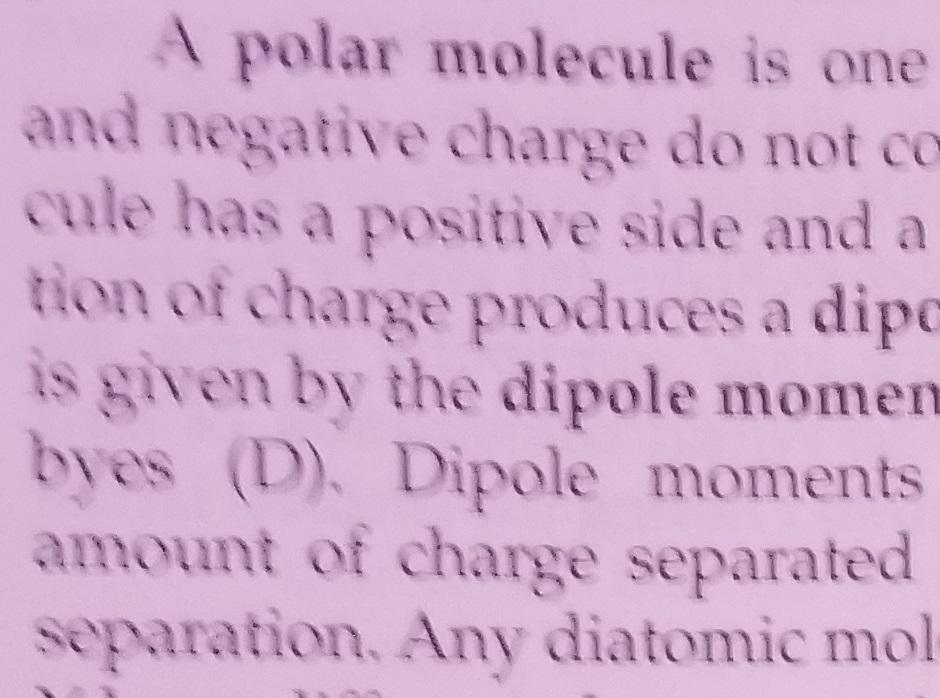 A polar molecule is one
and negative charge do not co
cule has a positive side and a
tion of charge produces a dipo
is given by the dipole momen
byes (D). Dipole moments
amount of charge separated
separation. Any diatomic mol